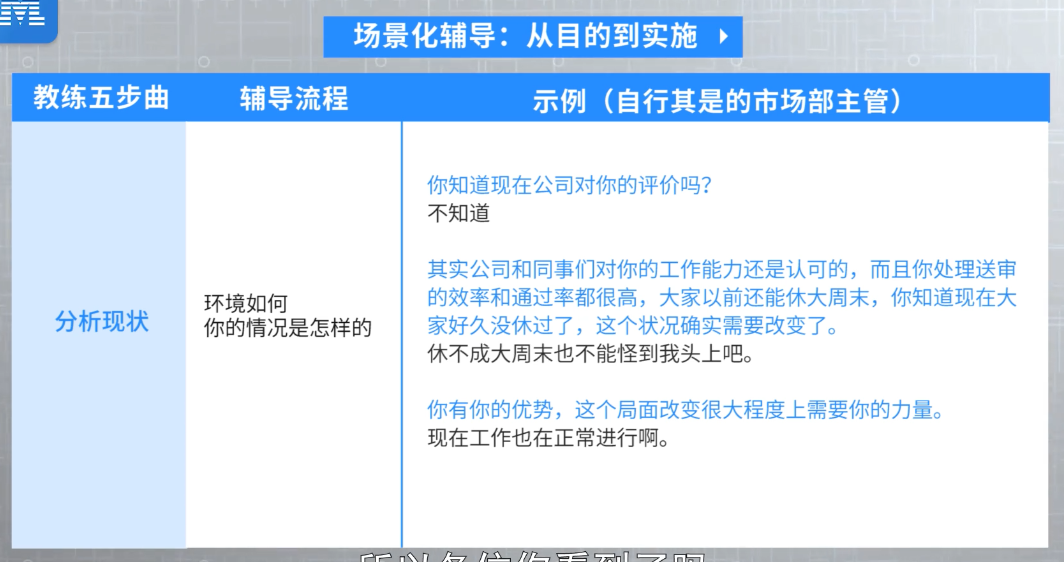 场景化辅导：从目的到实施
教练五步曲
辅导流程
示例（自行其是的市场部主管）
分析现状
环境如何
你的情况是怎样的
你知道现在公司对你的评价吗？
不知道
其实公司和同事们对你的工作能力还是认可的，而且你处理送审
的效率和通过率都很高，大家以前还能休大周末，你知道现在大
家好久没休过了，这个状况确实需要改变了。
休不成大周末也不能怪到我头上吧。
你有你的优势，这个局面改变很大程度上需要你的力量。
现在工作也在正常进行啊。